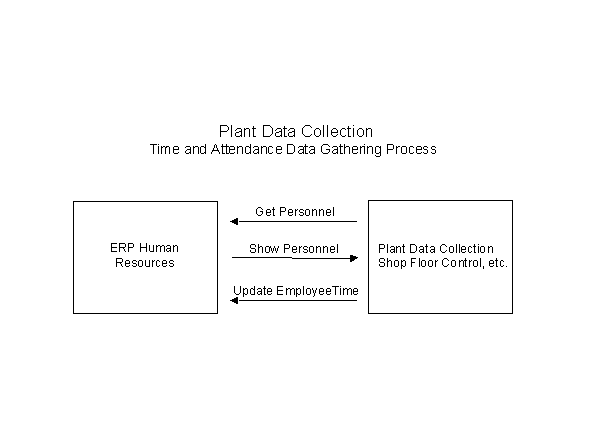 Plant Data Collection
Time and Attendance Data Gathering Process
Get Personnel
ERP Human
Resources
Show Personnel
Plant Data Collection
Shop Floor Control, etc.
Update EmployeeTime